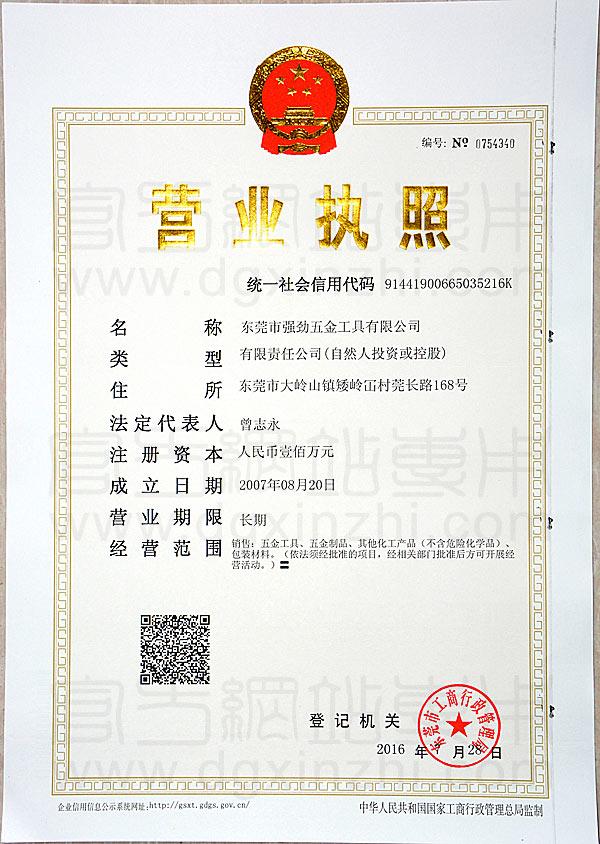 编号: № 0754340
营业执照
统一社会信用代码 91441900665035216K
名称 东莞市强劲五金工具有限公司
类型 有限责任公司(自然人投资或控股)
住所 东莞市大岭山镇矮岭冚村莞长路168号
法定代表人 曾志永
注册资本 人民币壹佰万元
成立日期 2007年08月20日
营业期限 长期
经营范围 销售：五金工具、五金制品、其他化工产品（不含危险化学品）、
包装材料。（依法须经批准的项目，经相关部门批准后方可开展经
营活动。）〓
登记机关
东莞市工商行政管理局
2016 年 月 28 日
企业信用信息公示系统网址:http://gsxt.gdgs.gov.cn/
中华人民共和国国家工商行政管理总局监制
www.dgxinzhi.com
www.dgxinzhi.com
www.dgxinzhi.com